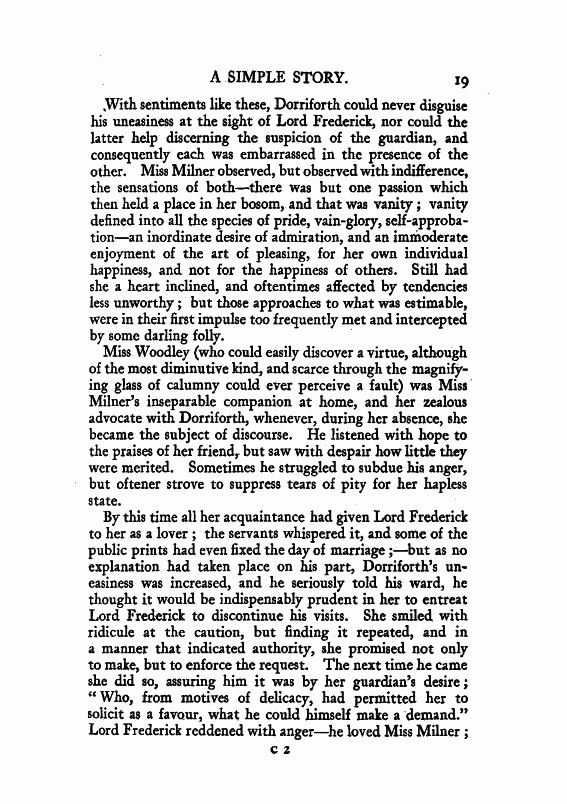 A SIMPLE STORY. 19
With sentiments like these, Dorriforth could never disguise
his uneasiness at the sight of Lord Frederick, nor could the
latter help discerning the suspicion of the guardian, and
consequently each was embarrassed in the presence of the
other. Miss Milner observed, but observed with indifference,
the sensations of both—there was but one passion which
then held a place in her bosom, and that was vanity ; vanity
defined into all the species of pride, vain-glory, self-approba-
tion—an inordinate desire of admiration, and an immoderate
enjoyment of the art of pleasing, for her own individual
happiness, and not for the happiness of others. Still had
she a heart inclined, and oftentimes affected by tendencies
less unworthy ; but those approaches to what was estimable,
were in their first impulse too frequently met and intercepted
by some darling folly.
Miss Woodley (who could easily discover a virtue, although
of the most diminutive kind, and scarce through the magnify-
ing glass of calumny could ever perceive a fault) was Miss
Milner's inseparable companion at home, and her zealous
advocate with Dorriforth, whenever, during her absence, she
became the subject of discourse. He listened with hope to
the praises of her friend, but saw with despair how little they
were merited. Sometimes he struggled to subdue his anger,
but oftener strove to suppress tears of pity for her hapless
state.
By this time all her acquaintance had given Lord Frederick
to her as a lover ; the servants whispered it, and some of the
public prints had even fixed the day of marriage ;—but as no
explanation had taken place on his part, Dorriforth's un-
easiness was increased, and he seriously told his ward, he
thought it would be indispensably prudent in her to entreat
Lord Frederick to discontinue his visits. She smiled with
ridicule at the caution, but finding it repeated, and in
a manner that indicated authority, she promised not only
to make, but to enforce the request. The next time he came
she did so, assuring him it was by her guardian's desire ;
“ Who, from motives of delicacy, had permitted her to
solicit as a favour, what he could himself make a demand.”
Lord Frederick reddened with anger—he loved Miss Milner ;
C 2